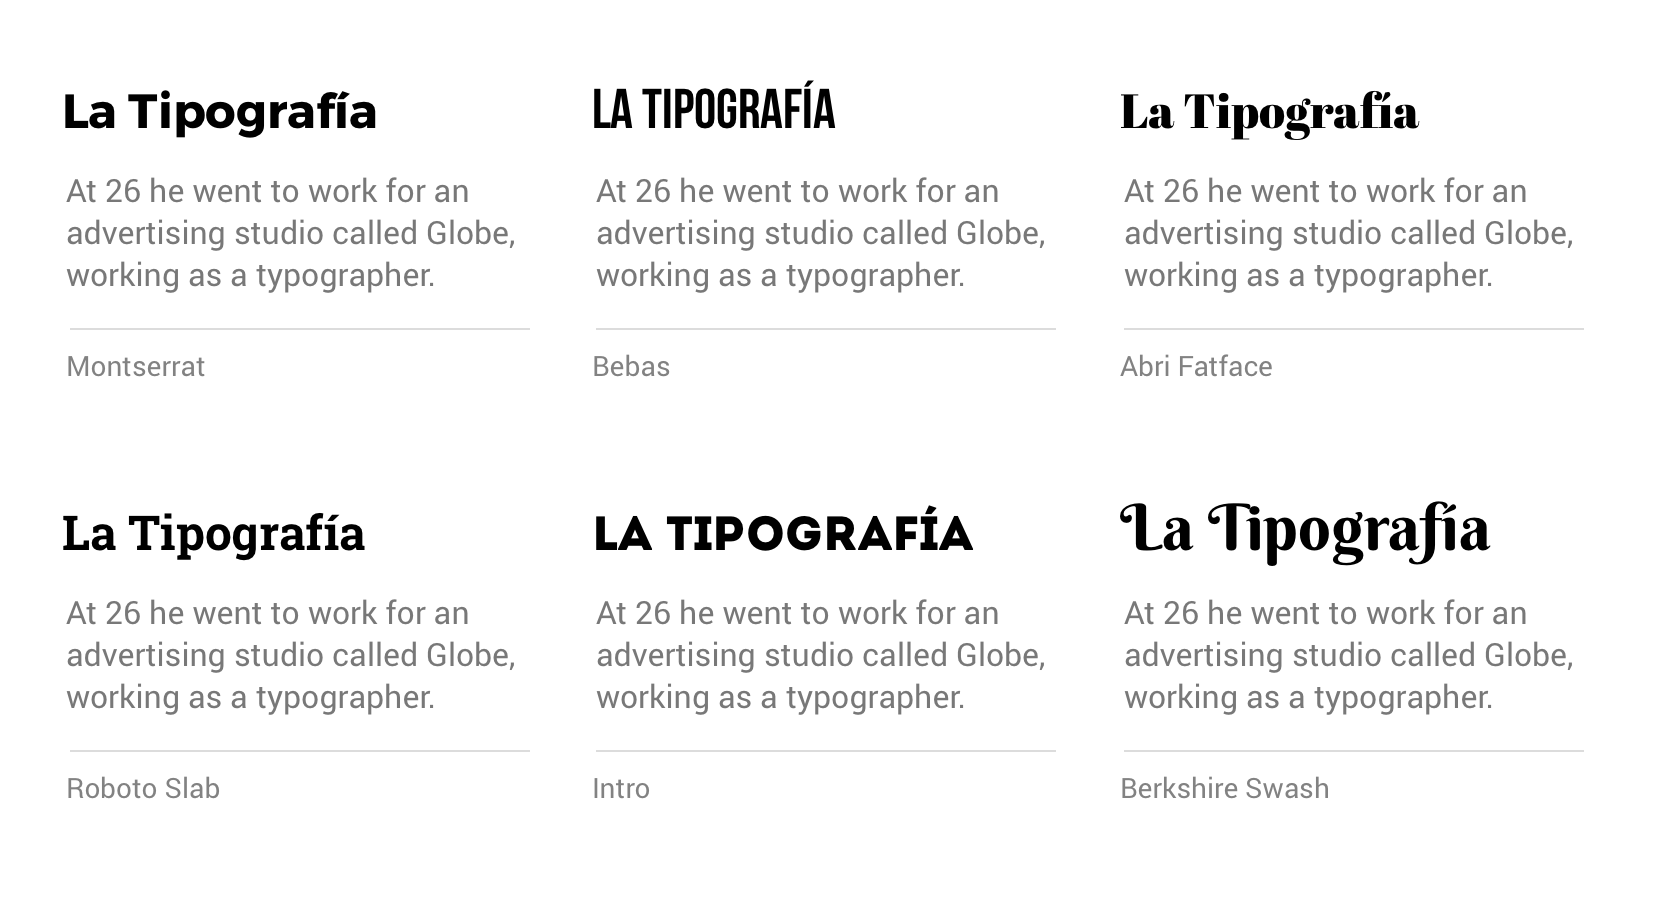 La Tipografía
At 26 he went to work for an
advertising studio called Globe,
working as a typographer.
Montserrat
LA TIPOGRAFÍA
At 26 he went to work for an
advertising studio called Globe,
working as a typographer.
Bebas
La Tipografía
At 26 he went to work for an
advertising studio called Globe,
working as a typographer.
Abri Fatface
La Tipografía
At 26 he went to work for an
advertising studio called Globe,
working as a typographer.
Roboto Slab
LA TIPOGRAFÍA
At 26 he went to work for an
advertising studio called Globe,
working as a typographer.
Intro
La Tipografía
At 26 he went to work for an
advertising studio called Globe,
working as a typographer.
Berkshire Swash